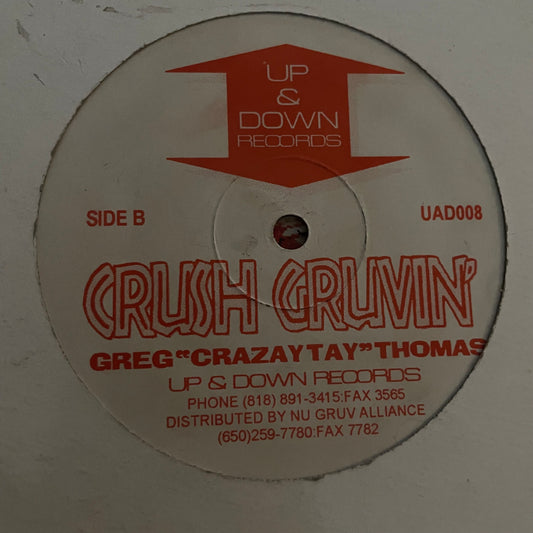 UP
&
DOWN
RECORDS
SIDE B
UAD008
CRUSH GRUVIN'
GREG "CRAZAYTAY" THOMAS
UP & DOWN RECORDS
PHONE (818) 891-3415:FAX 3565
DISTRIBUTED BY NU GRUV ALLIANCE
(650)259-7780:FAX 7782